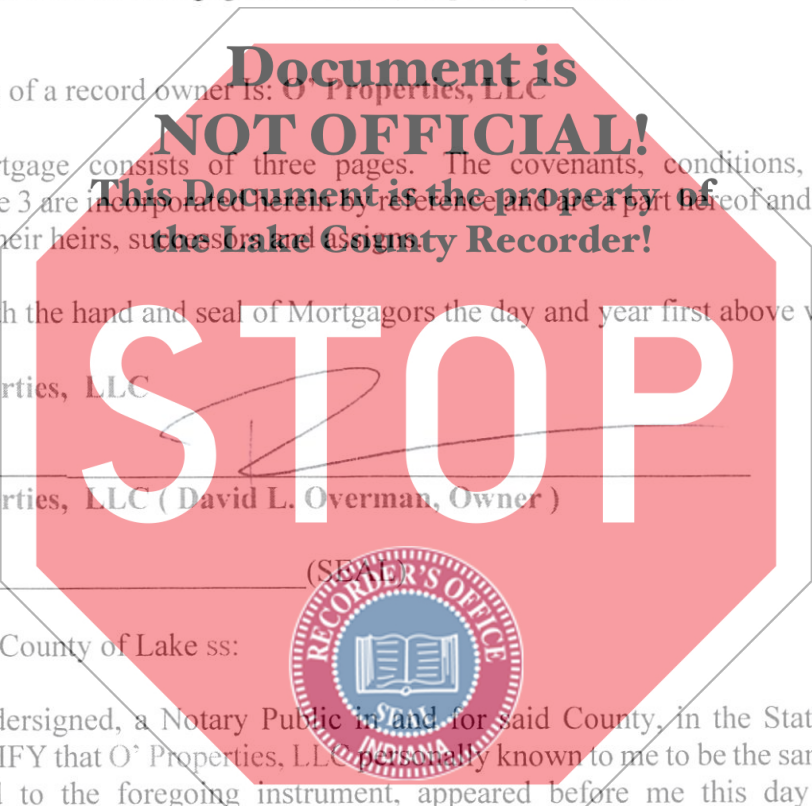 Document is
of a record owner Is: O' Properties, LLC
NOT OFFICIAL!
rtgage consists of three pages. The covenants, conditions,
This Document is the property of
e 3 are incorporated herein by reference and are a part hereof and
the Lake County Recorder!
eir heirs, successors and assigns.
h the hand and seal of Mortgagors the day and year first above w
STOP
rties, LLC
rties, LLC ( David L. Overman, Owner )
(SEAL)
RECORDER'S OFFICE
County of Lake ss:
SEAL
dersigned, a Notary Public in and for said County, in the Stat
INDIANA
IFY that O' Properties, LLC personally known to me to be the sam
d to the foregoing instrument, appeared before me this day